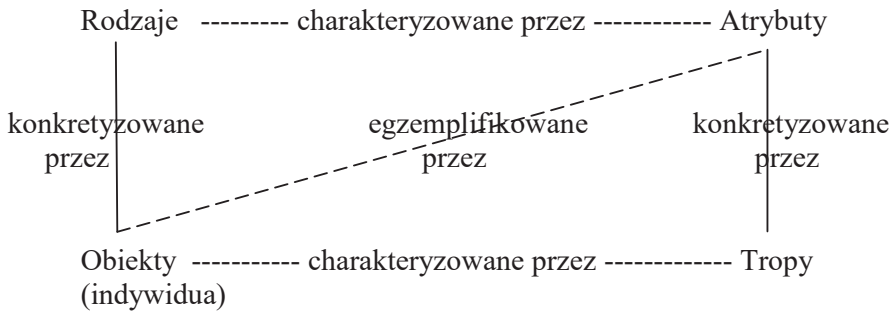 Rodzaje --------- charakteryzowane przez ------------ Atrybuty
konkretyzowane egzemplifikowane konkretyzowane
przez przez przez
Obiekty ----------- charakteryzowane przez ------------- Tropy
(indywidua)